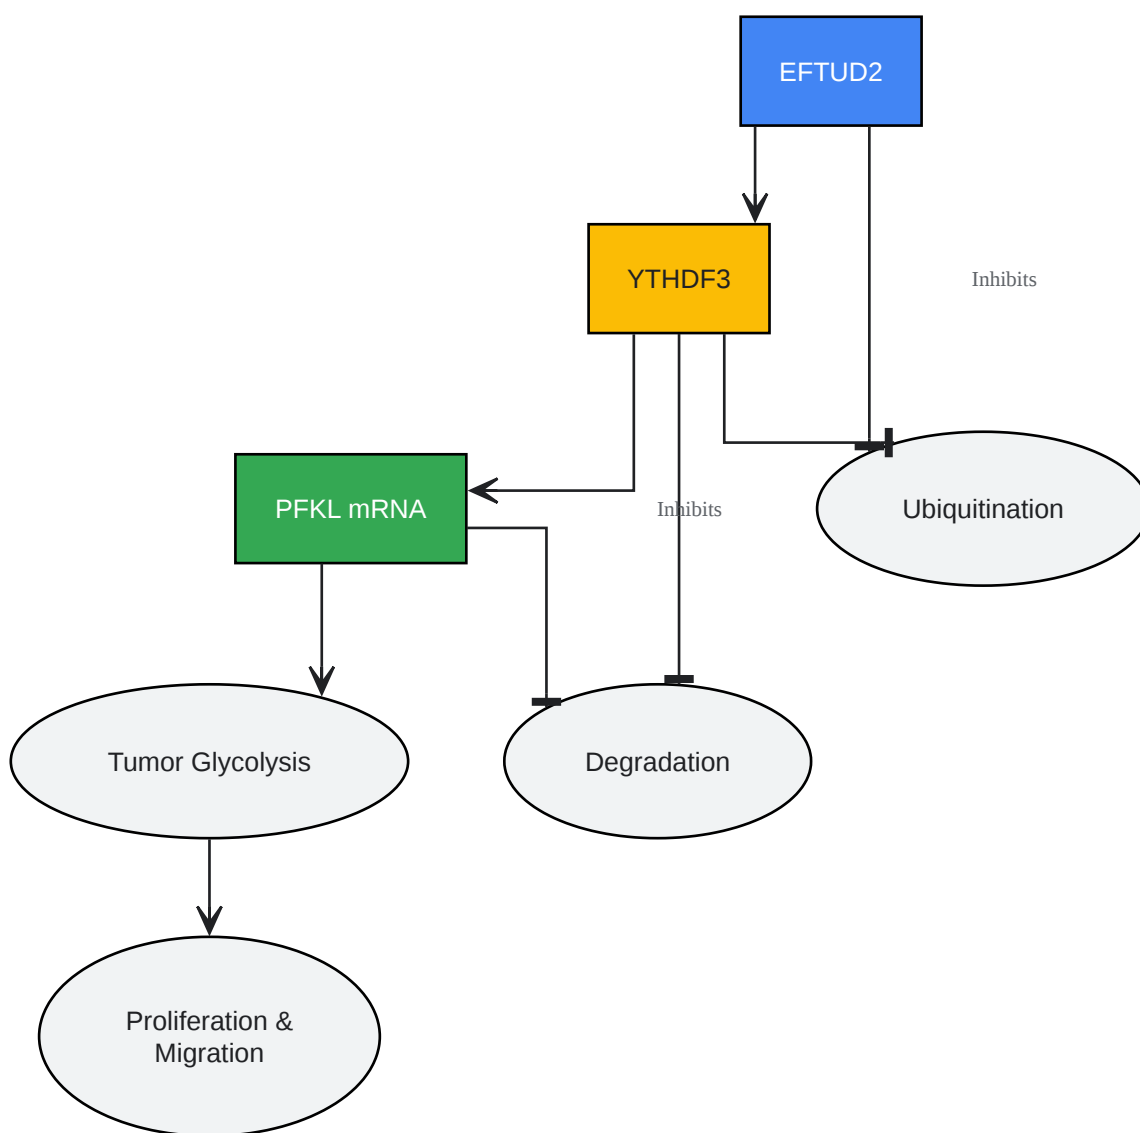 EFTUD2
YTHDF3
Inhibits
PFKL mRNA
Inhibits
Ubiquitination
Tumor Glycolysis
Degradation
Proliferation &
Migration